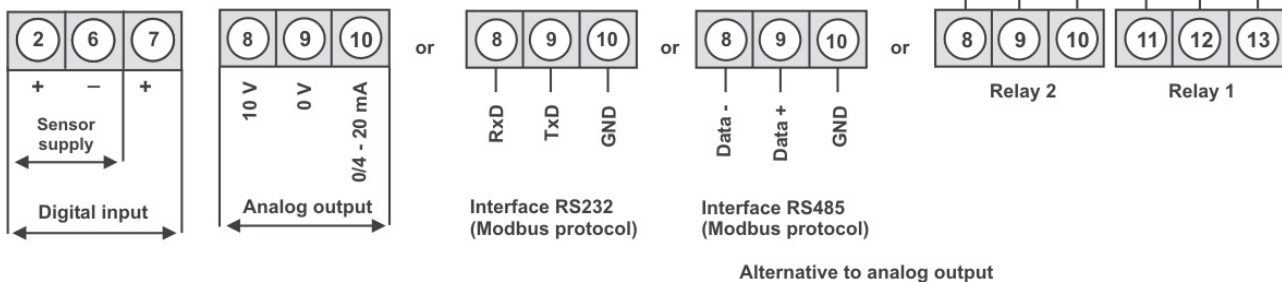 2 6 7
+ – +
Sensor
supply
Digital input
8 9 10
10 V
0 V
0/4 - 20 mA
Analog output
or
8 9 10
RxD
TxD
GND
Interface RS232
(Modbus protocol)
or
8 9 10
Data -
Data +
GND
Interface RS485
(Modbus protocol)
or
8 9 10
Relay 2
11 12 13
Relay 1
Alternative to analog output